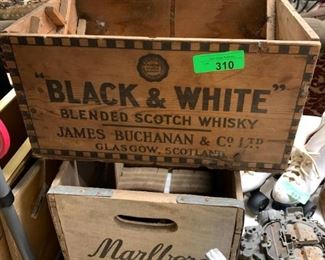 310
"BLACK & WHITE"
BLENDED SCOTCH WHISKY
JAMES BUCHANAN & CO LTD
GLASGOW, SCOTLAND